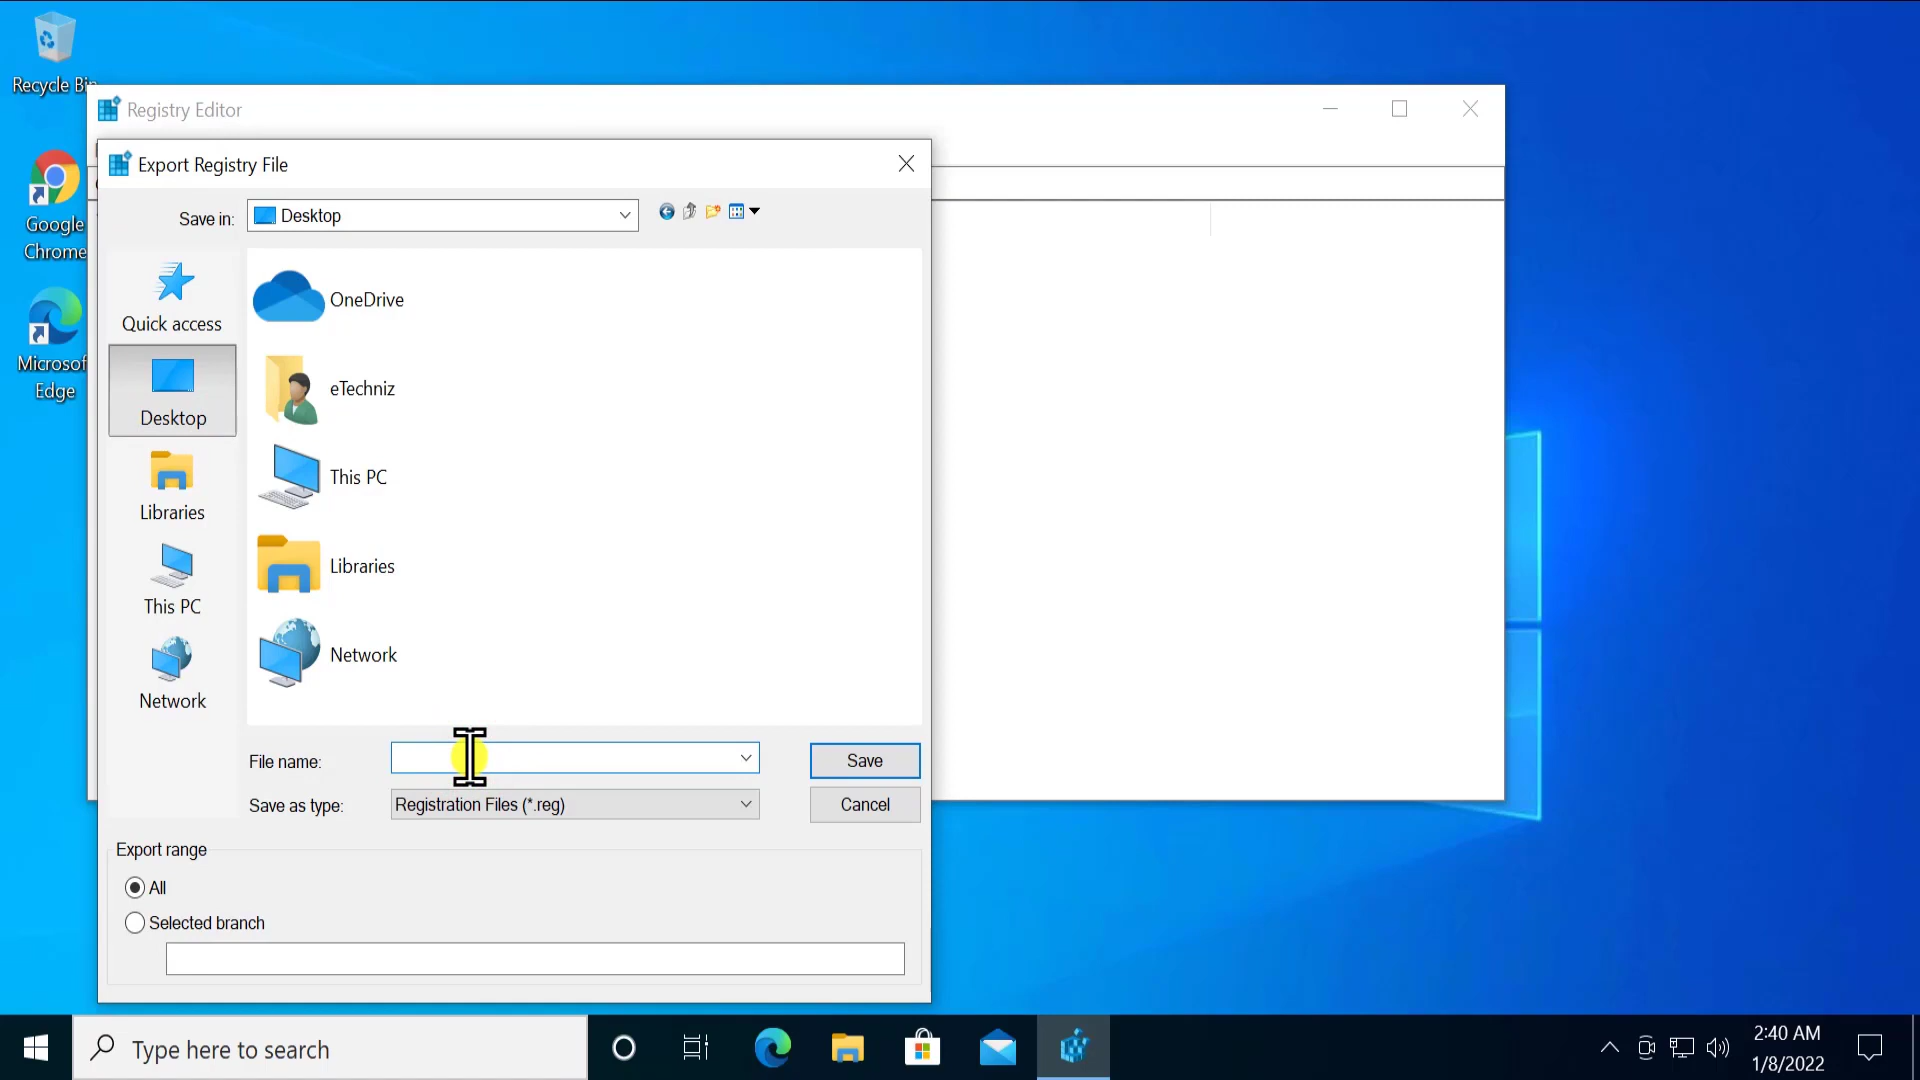 Recycle Bin
Registry Editor
Export Registry File
Save in:
Desktop
Google
Chrome
Microsof
Edge
Quick access
Desktop
Libraries
This PC
Network
OneDrive
eTechniz
This PC
Libraries
Network
File name:
Save
Save as type:
Registration Files (*.reg)
Cancel
Export range
All
Selected branch
Type here to search
2:40 AM
1/8/2022